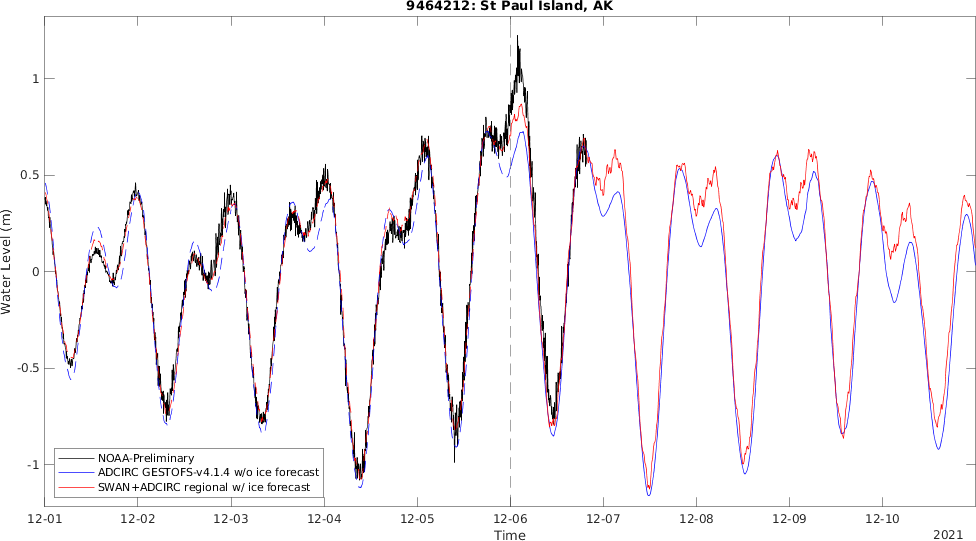 9464212: St Paul Island, AK
Water Level (m)
1
0.5
0
-0.5
-1
NOAA-Preliminary
ADCIRC GESTOFS-v4.1.4 w/o ice forecast
SWAN+ADCIRC regional w/ ice forecast
12-01 12-02 12-03 12-04 12-05 12-06 12-07 12-08 12-09 12-10
Time
2021